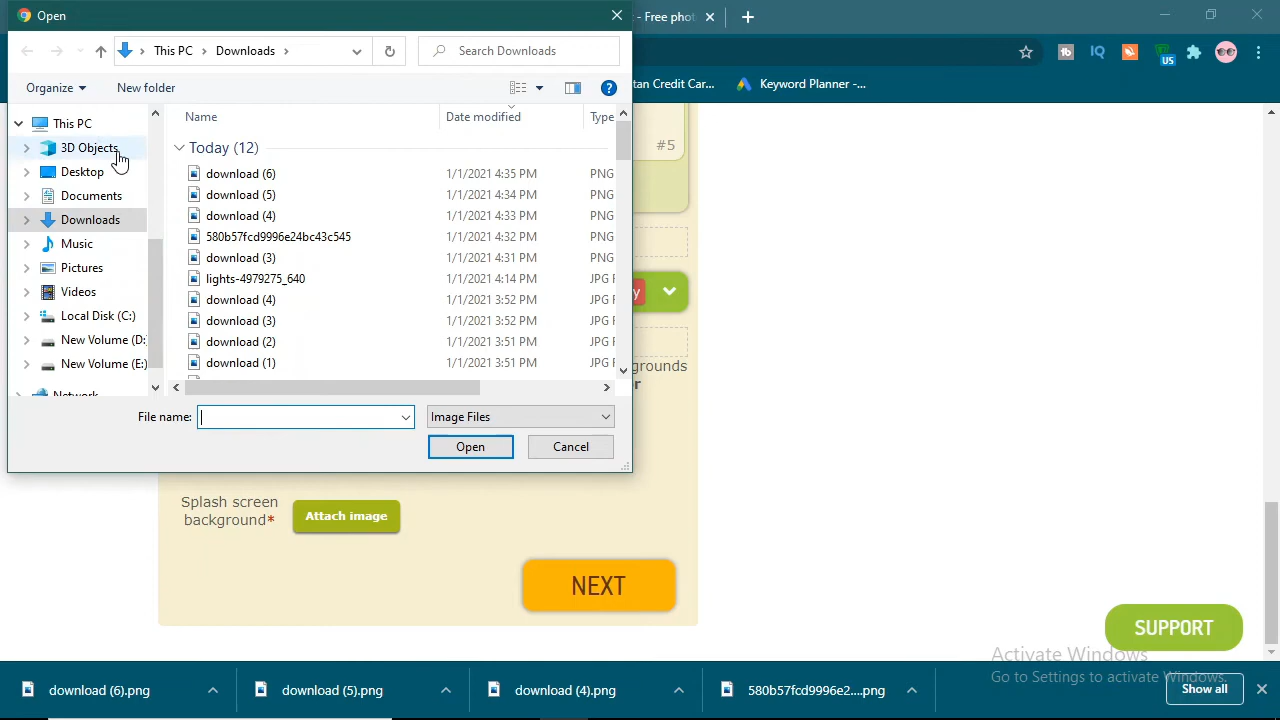 Open
- Free phot
This PC
Downloads
Search Downloads
Organize
New folder
US
tan Credit Car...
Keyword Planner -...
This PC
3D Objects
Desktop
Documents
Downloads
Music
Pictures
Videos
Local Disk (C:)
New Volume (D:
New Volume (E:)
Network
Name
Date modified
Type
Today (12)
download (6) 1/1/2021 4:35 PM PNG
download (5) 1/1/2021 4:34 PM PNG
download (4) 1/1/2021 4:33 PM PNG
580b57fcd9996e24bc43c545 1/1/2021 4:32 PM PNG
download (3) 1/1/2021 4:31 PM PNG
lights-4979275_640 1/1/2021 4:14 PM JPG F
download (4) 1/1/2021 3:52 PM JPG F
download (3) 1/1/2021 3:52 PM JPG F
download (2) 1/1/2021 3:51 PM JPG F
download (1) 1/1/2021 3:51 PM JPG F
File name:
Image Files
Open
Cancel
#5
y
grounds
r
Splash screen
background*
Attach image
NEXT
SUPPORT
Activate Windows
Go to Settings to activate Windows.
download (6).png
download (5).png
download (4).png
580b57fcd9996e2....png
Show all